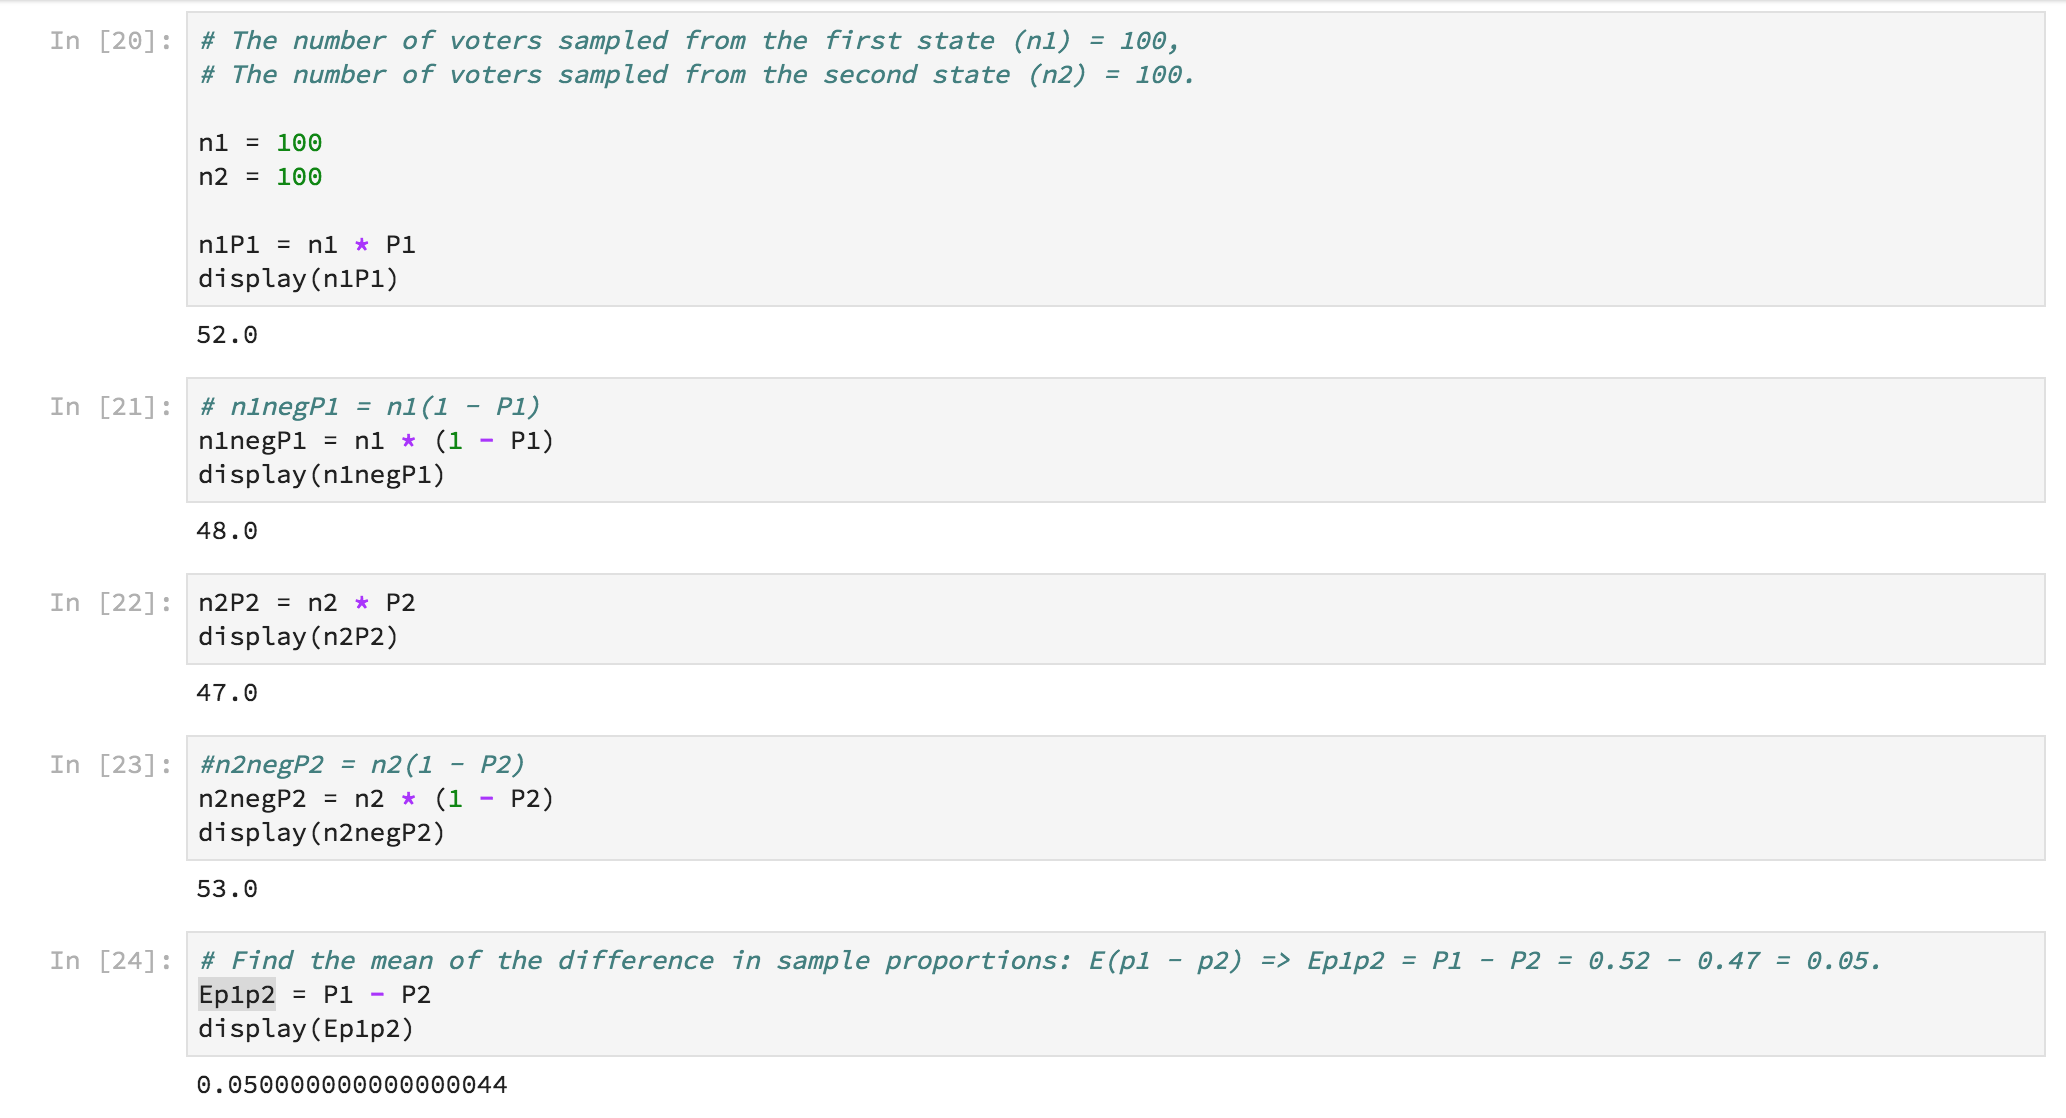 In [20]:
# The number of voters sampled from the first state (n1) = 100,
# The number of voters sampled from the second state (n2) = 100.
n1 = 100
n2 = 100
n1P1 = n1 * P1
display(n1P1)
52.0
In [21]:
# n1negP1 = n1(1 - P1)
n1negP1 = n1 * (1 - P1)
display(n1negP1)
48.0
In [22]:
n2P2 = n2 * P2
display(n2P2)
47.0
In [23]:
#n2negP2 = n2(1 - P2)
n2negP2 = n2 * (1 - P2)
display(n2negP2)
53.0
In [24]:
# Find the mean of the difference in sample proportions: E(p1 - p2) => Ep1p2 = P1 - P2 = 0.52 - 0.47 = 0.05.
Ep1p2 = P1 - P2
display(Ep1p2)
0.050000000000000044